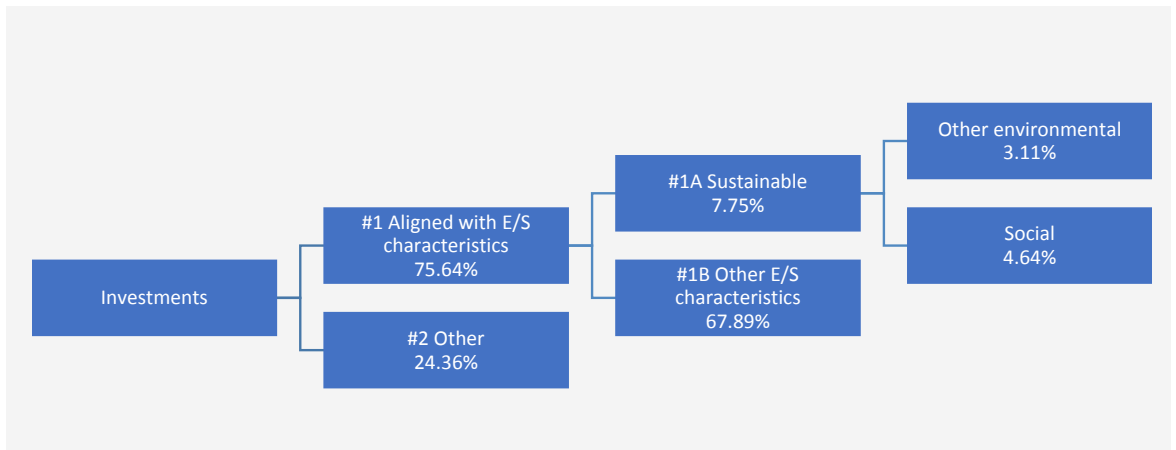 Investments
#1 Aligned with E/S
characteristics
75.64%
#2 Other
24.36%
#1A Sustainable
7.75%
#1B Other E/S
characteristics
67.89%
Other environmental
3.11%
Social
4.64%